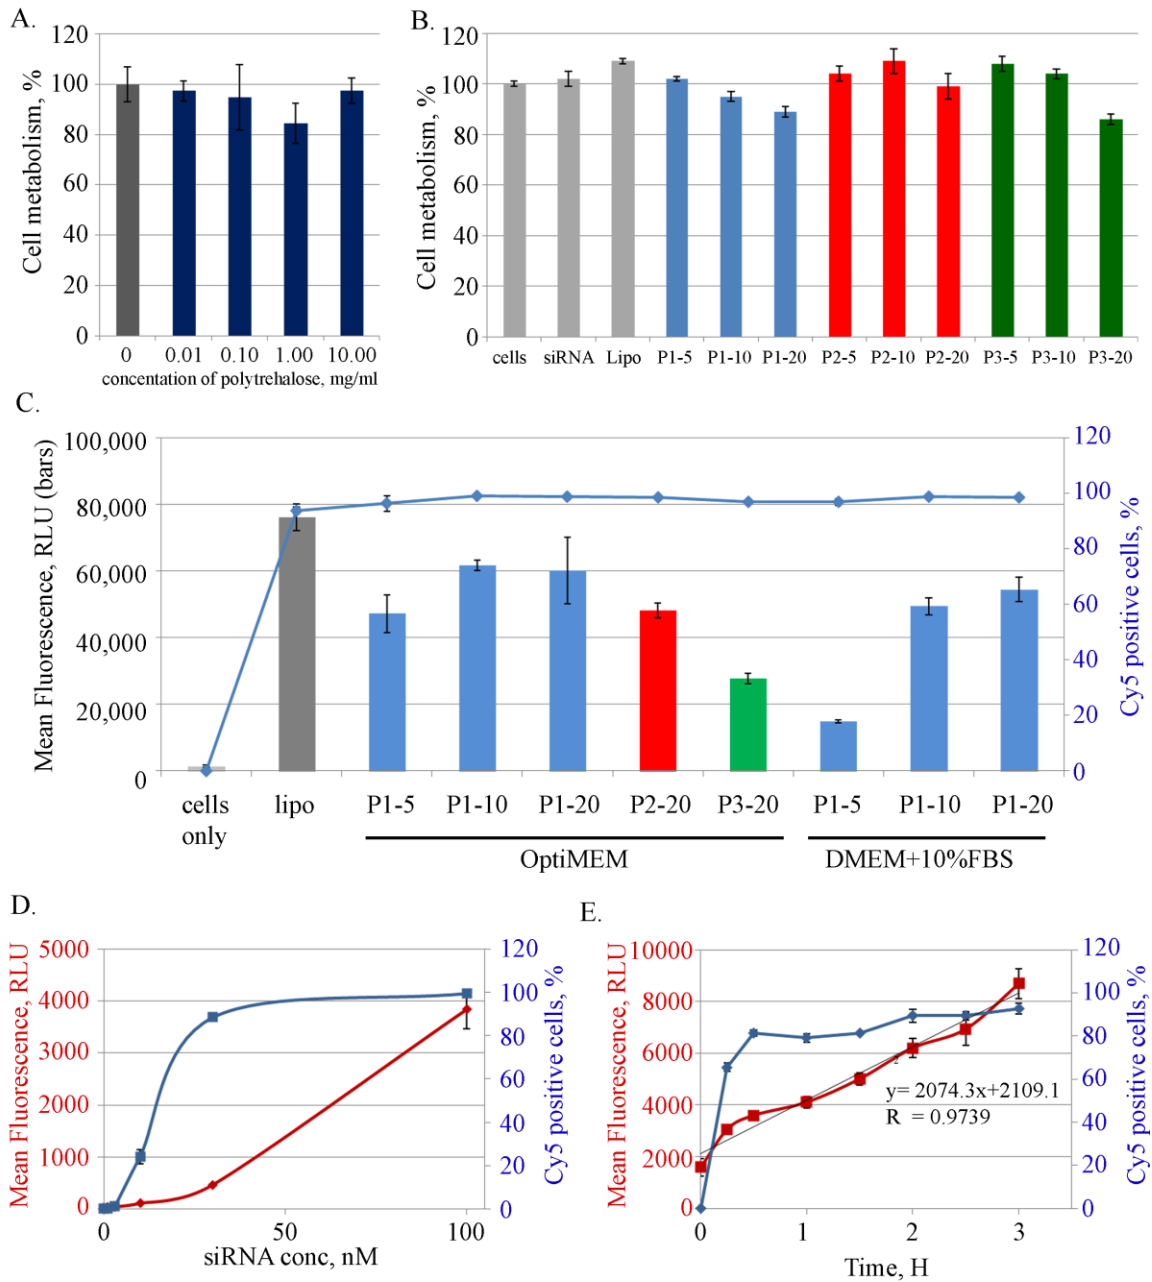 A.
Cell metabolism, %
120
100
80
60
40
20
0
0 0.01 0.10 1.00 10.00
concentration of polytrehalose, mg/ml
B.
Cell metabolism, %
120
100
80
60
40
20
0
cells siRNA Lipo P1-5 P1-10 P1-20 P2-5 P2-10 P2-20 P3-5 P3-10 P3-20
C.
Mean Fluorescence, RLU (bars)
100,000
80,000
60,000
40,000
20,000
0
Cy5 positive cells, %
120
100
80
60
40
20
0
cells only lipo P1-5 P1-10 P1-20 P2-20 P3-20 P1-5 P1-10 P1-20
OptiMEM DMEM+10%FBS
D.
Mean Fluorescence, RLU
5000
4000
3000
2000
1000
0
Cy5 positive cells, %
120
100
80
60
40
20
0
0 50 100
siRNA conc, nM
E.
Mean Fluorescence, RLU
10000
8000
6000
4000
2000
0
Cy5 positive cells, %
120
100
80
60
40
20
0
y= 2074.3x+2109.1
R = 0.9739
0 1 2 3
Time, H